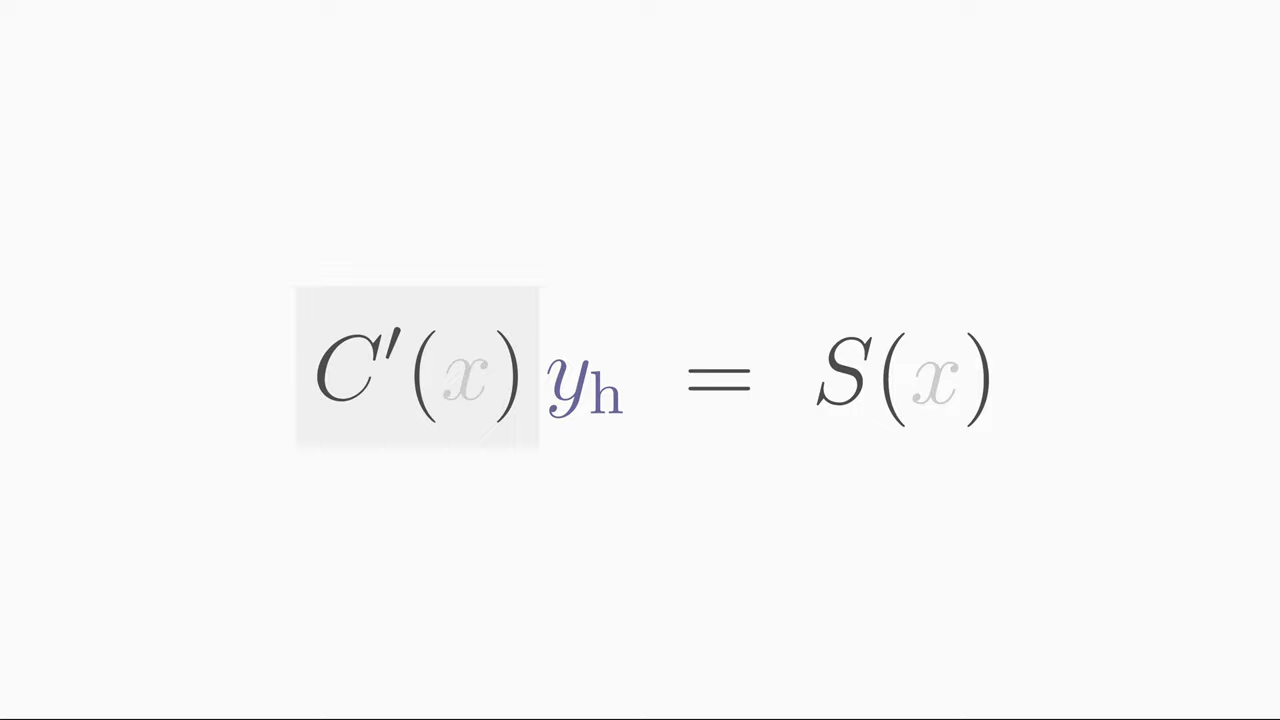 C′(x) yₕ = S(x)